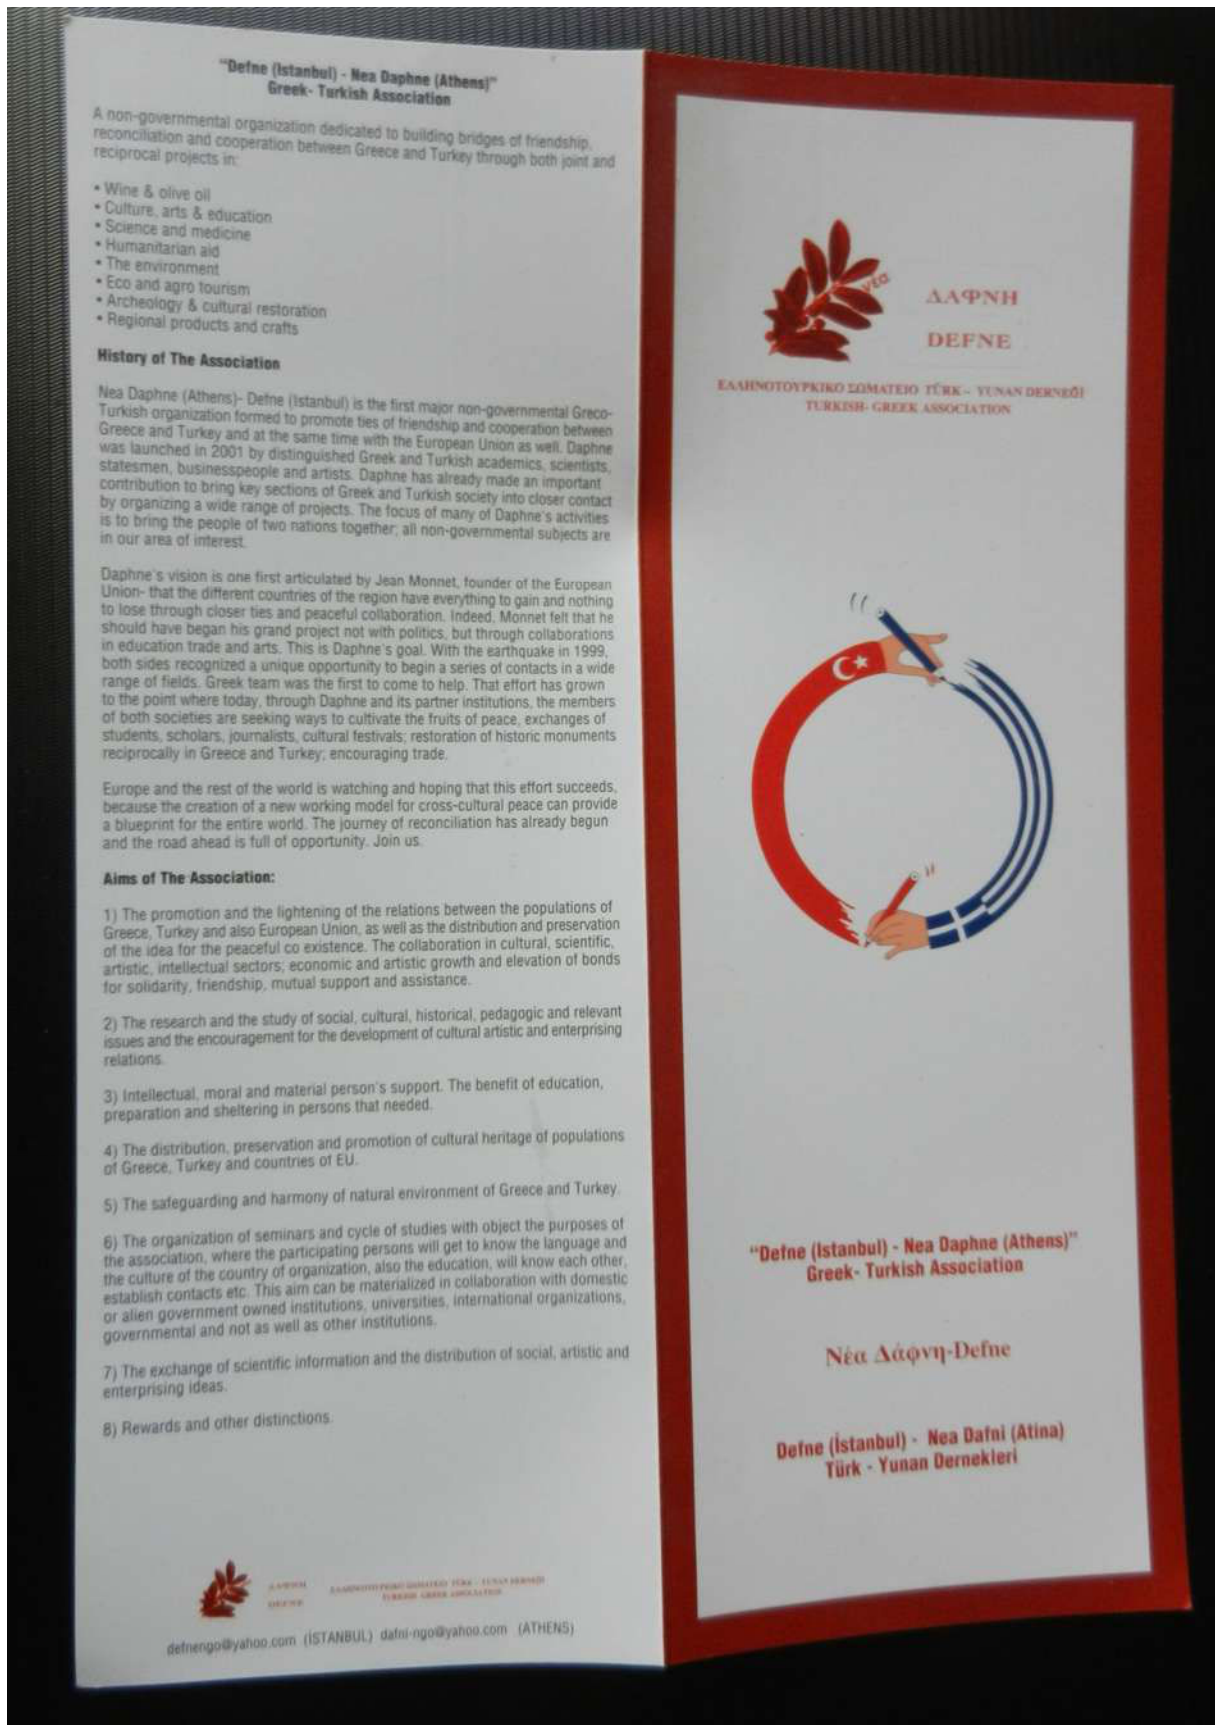 "Defne (Istanbul) - Nea Daphne (Athens)"
Greek- Turkish Association
A non-governmental organization dedicated to building bridges of friendship,
reconciliation and cooperation between Greece and Turkey through both joint and
reciprocal projects in:
• Wine & olive oil
• Culture, arts & education
• Science and medicine
• Humanitarian aid
• The environment
• Eco and agro tourism
• Archeology & cultural restoration
• Regional products and crafts
History of The Association
Nea Daphne (Athens)- Defne (Istanbul) is the first major non-governmental Greco-
Turkish organization formed to promote ties of friendship and cooperation between
Greece and Turkey and at the same time with the European Union as well. Daphne
was launched in 2001 by distinguished Greek and Turkish academics, scientists,
statesmen, businesspeople and artists. Daphne has already made an important
contribution to bring key sections of Greek and Turkish society into closer contact
by organizing a wide range of projects. The focus of many of Daphne's activities
is to bring the people of two nations together; all non-governmental subjects are
in our area of interest.
Daphne's vision is one first articulated by Jean Monnet, founder of the European
Union- that the different countries of the region have everything to gain and nothing
to lose through closer ties and peaceful collaboration. Indeed, Monnet felt that he
should have began his grand project not with politics, but through collaborations
in education trade and arts. This is Daphne's goal. With the earthquake in 1999,
both sides recognized a unique opportunity to begin a series of contacts in a wide
range of fields. Greek team was the first to come to help. That effort has grown
to the point where today, through Daphne and its partner institutions, the members
of both societies are seeking ways to cultivate the fruits of peace, exchanges of
students, scholars, journalists, cultural festivals; restoration of historic monuments
reciprocally in Greece and Turkey; encouraging trade.
Europe and the rest of the world is watching and hoping that this effort succeeds,
because the creation of a new working model for cross-cultural peace can provide
a blueprint for the entire world. The journey of reconciliation has already begun
and the road ahead is full of opportunity. Join us.
Aims of The Association:
1) The promotion and the lightening of the relations between the populations of
Greece, Turkey and also European Union, as well as the distribution and preservation
of the idea for the peaceful co existence. The collaboration in cultural, scientific,
artistic, intellectual sectors; economic and artistic growth and elevation of bonds
for solidarity, friendship, mutual support and assistance.
2) The research and the study of social, cultural, historical, pedagogic and relevant
issues and the encouragement for the development of cultural artistic and enterprising
relations.
3) Intellectual, moral and material person's support. The benefit of education,
preparation and sheltering in persons that needed.
4) The distribution, preservation and promotion of cultural heritage of populations
of Greece, Turkey and countries of EU.
5) The safeguarding and harmony of natural environment of Greece and Turkey.
6) The organization of seminars and cycle of studies with object the purposes of
the association, where the participating persons will get to know the language and
the culture of the country of organization, also the education, will know each other,
establish contacts etc. This aim can be materialized in collaboration with domestic
or alien government owned institutions, universities, international organizations,
governmental and not as well as other institutions.
7) The exchange of scientific information and the distribution of social, artistic and
enterprising ideas.
8) Rewards and other distinctions.
ΔΑΦΝΗ
DEFNE
ΕΛΛΗΝΟΤΟΥΡΚΙΚΟ ΣΩΜΑΤΕΙΟ TÜRK - YUNAN DERNEĞİ
TURKISH- GREEK ASSOCIATION
defnengo@yahoo.com (İSTANBUL) dafni-ngo@yahoo.com (ATHENS)
νέα
ΔΑΦΝΗ
DEFNE
ΕΛΛΗΝΟΤΟΥΡΚΙΚΟ ΣΩΜΑΤΕΙΟ TÜRK - YUNAN DERNEĞİ
TURKISH- GREEK ASSOCIATION
"Defne (Istanbul) - Nea Daphne (Athens)"
Greek- Turkish Association
Νέα Δάφνη-Defne
Defne (İstanbul) - Nea Dafni (Atina)
Türk - Yunan Dernekleri